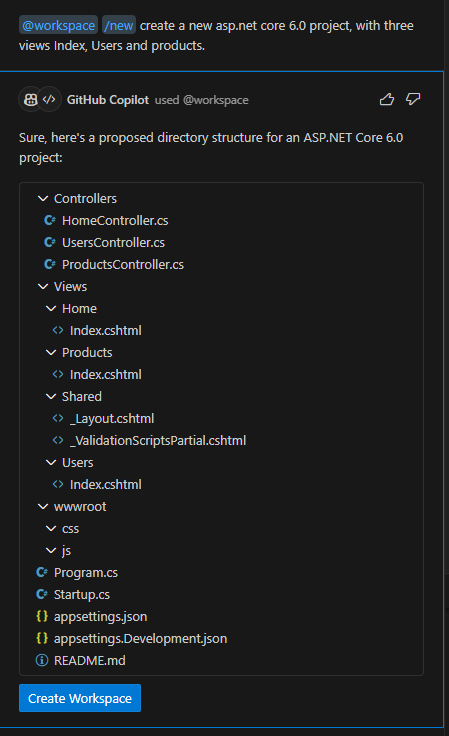 @workspace /new create a new asp.net core 6.0 project, with three
views Index, Users and products.
GitHub Copilot used @workspace
Sure, here's a proposed directory structure for an ASP.NET Core 6.0
project:
Controllers
HomeController.cs
UsersController.cs
ProductsController.cs
Views
Home
Index.cshtml
Products
Index.cshtml
Shared
_Layout.cshtml
_ValidationScriptsPartial.cshtml
Users
Index.cshtml
wwwroot
css
js
Program.cs
Startup.cs
appsettings.json
appsettings.Development.json
README.md
Create Workspace